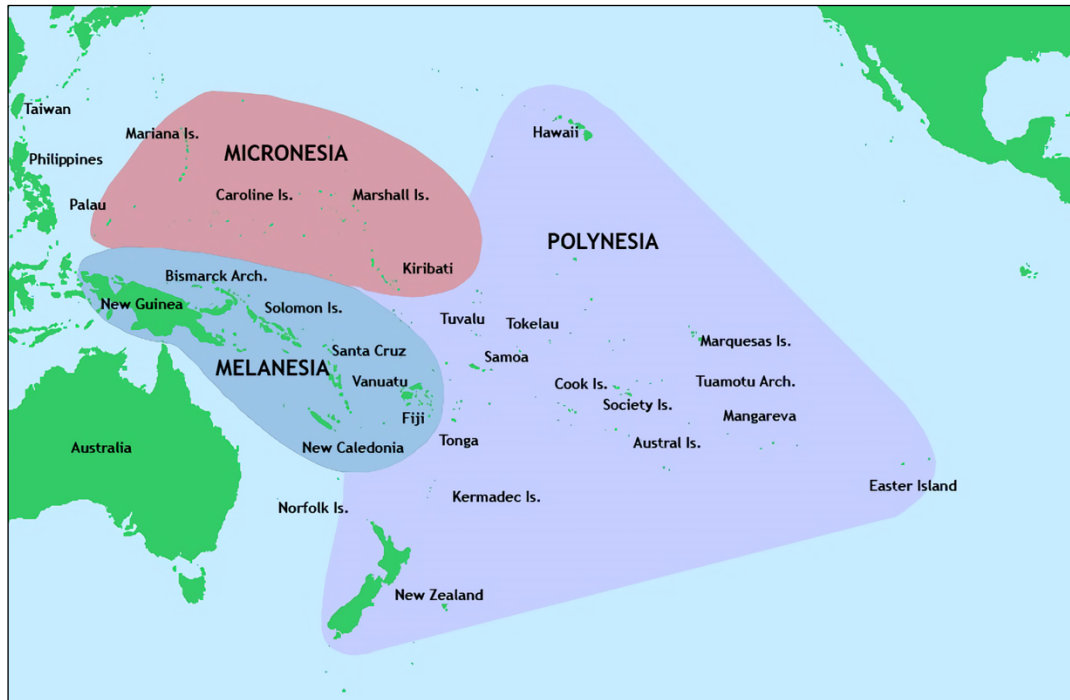 Taiwan
Hawaii
Mariana Is.
MICRONESIA
Philippines
Caroline Is.
Marshall Is.
Palau
POLYNESIA
Kiribati
Bismarck Arch.
New Guinea
Solomon Is.
Tuvalu
Tokelau
Marquesas Is.
Santa Cruz
Samoa
MELANESIA
Vanuatu
Cook Is.
Tuamotu Arch.
Society Is.
Fiji
Mangareva
Tonga
Austral Is.
Australia
New Caledonia
Easter Island
Kermadec Is.
Norfolk Is.
New Zealand